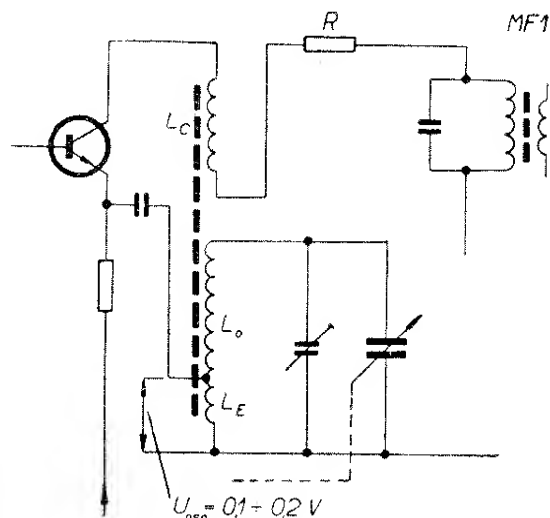 R
MF1
L_C
L_o
L_E
U_osc = 0,1 ÷ 0,2 V